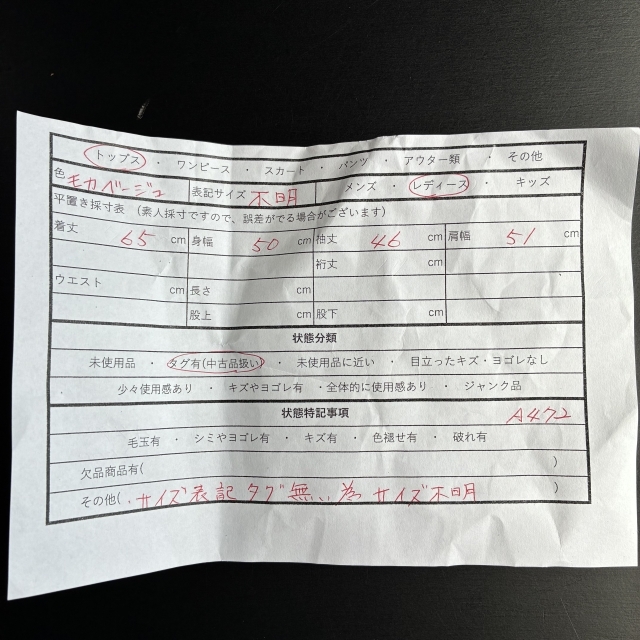 トップス ・ ワンピース ・ スカート ・ パンツ ・ アウター類 ・ その他
色 モカベージュ 表記サイズ 不明 メンズ ・ レディース ・ キッズ
平置き採寸表 （素人採寸ですので、誤差がでる場合がございます）
着丈 65 cm 身幅 50 cm 袖丈 46 cm 肩幅 51 cm
裄丈 cm
ウエスト cm 長さ cm
股上 cm 股下 cm
状態分類
未使用品 ・ タグ有(中古品扱い) ・ 未使用品に近い ・ 目立ったキズ・ヨゴレなし
少々使用感あり ・ キズやヨゴレ有 ・全体的に使用感あり ・ ジャンク品
状態特記事項 A472
毛玉有 ・ シミやヨゴレ有 ・ キズ有 ・ 色褪せ有 ・ 破れ有
欠品商品有( )
その他(・サイズ表記タグ無い為サイズ不明 )